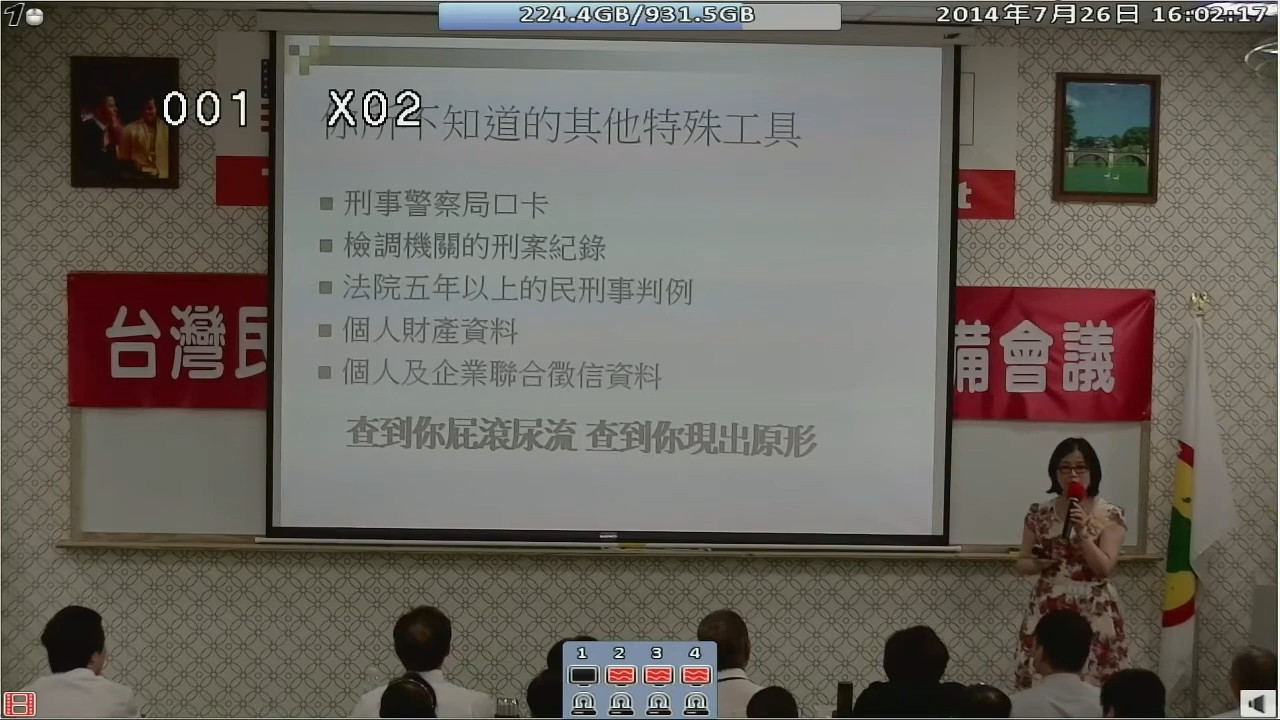 224.4GB/931.5GB
2014年7月26日 16:02:17
001 X02
你所不知道的其他特殊工具
刑事警察局口卡
檢調機關的刑案紀錄
法院五年以上的民刑事判例
個人財產資料
個人及企業聯合徵信資料
查到你屁滾尿流 查到你現出原形
t
台灣民
備會議
1 2 3 4